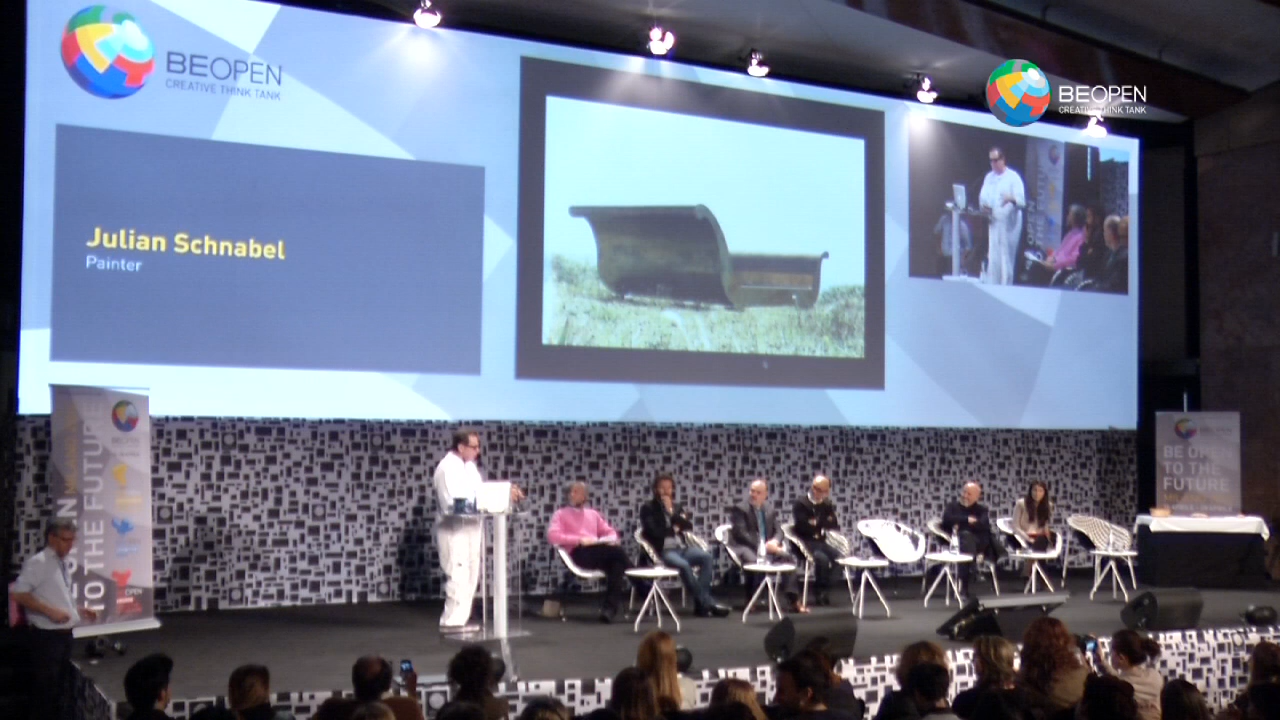 BEOPEN
CREATIVE THINK TANK
BEOPEN
CREATIVE THINK TANK
Julian Schnabel
Painter
TO THE FUTURE
BE OPEN
TO THE
FUTURE